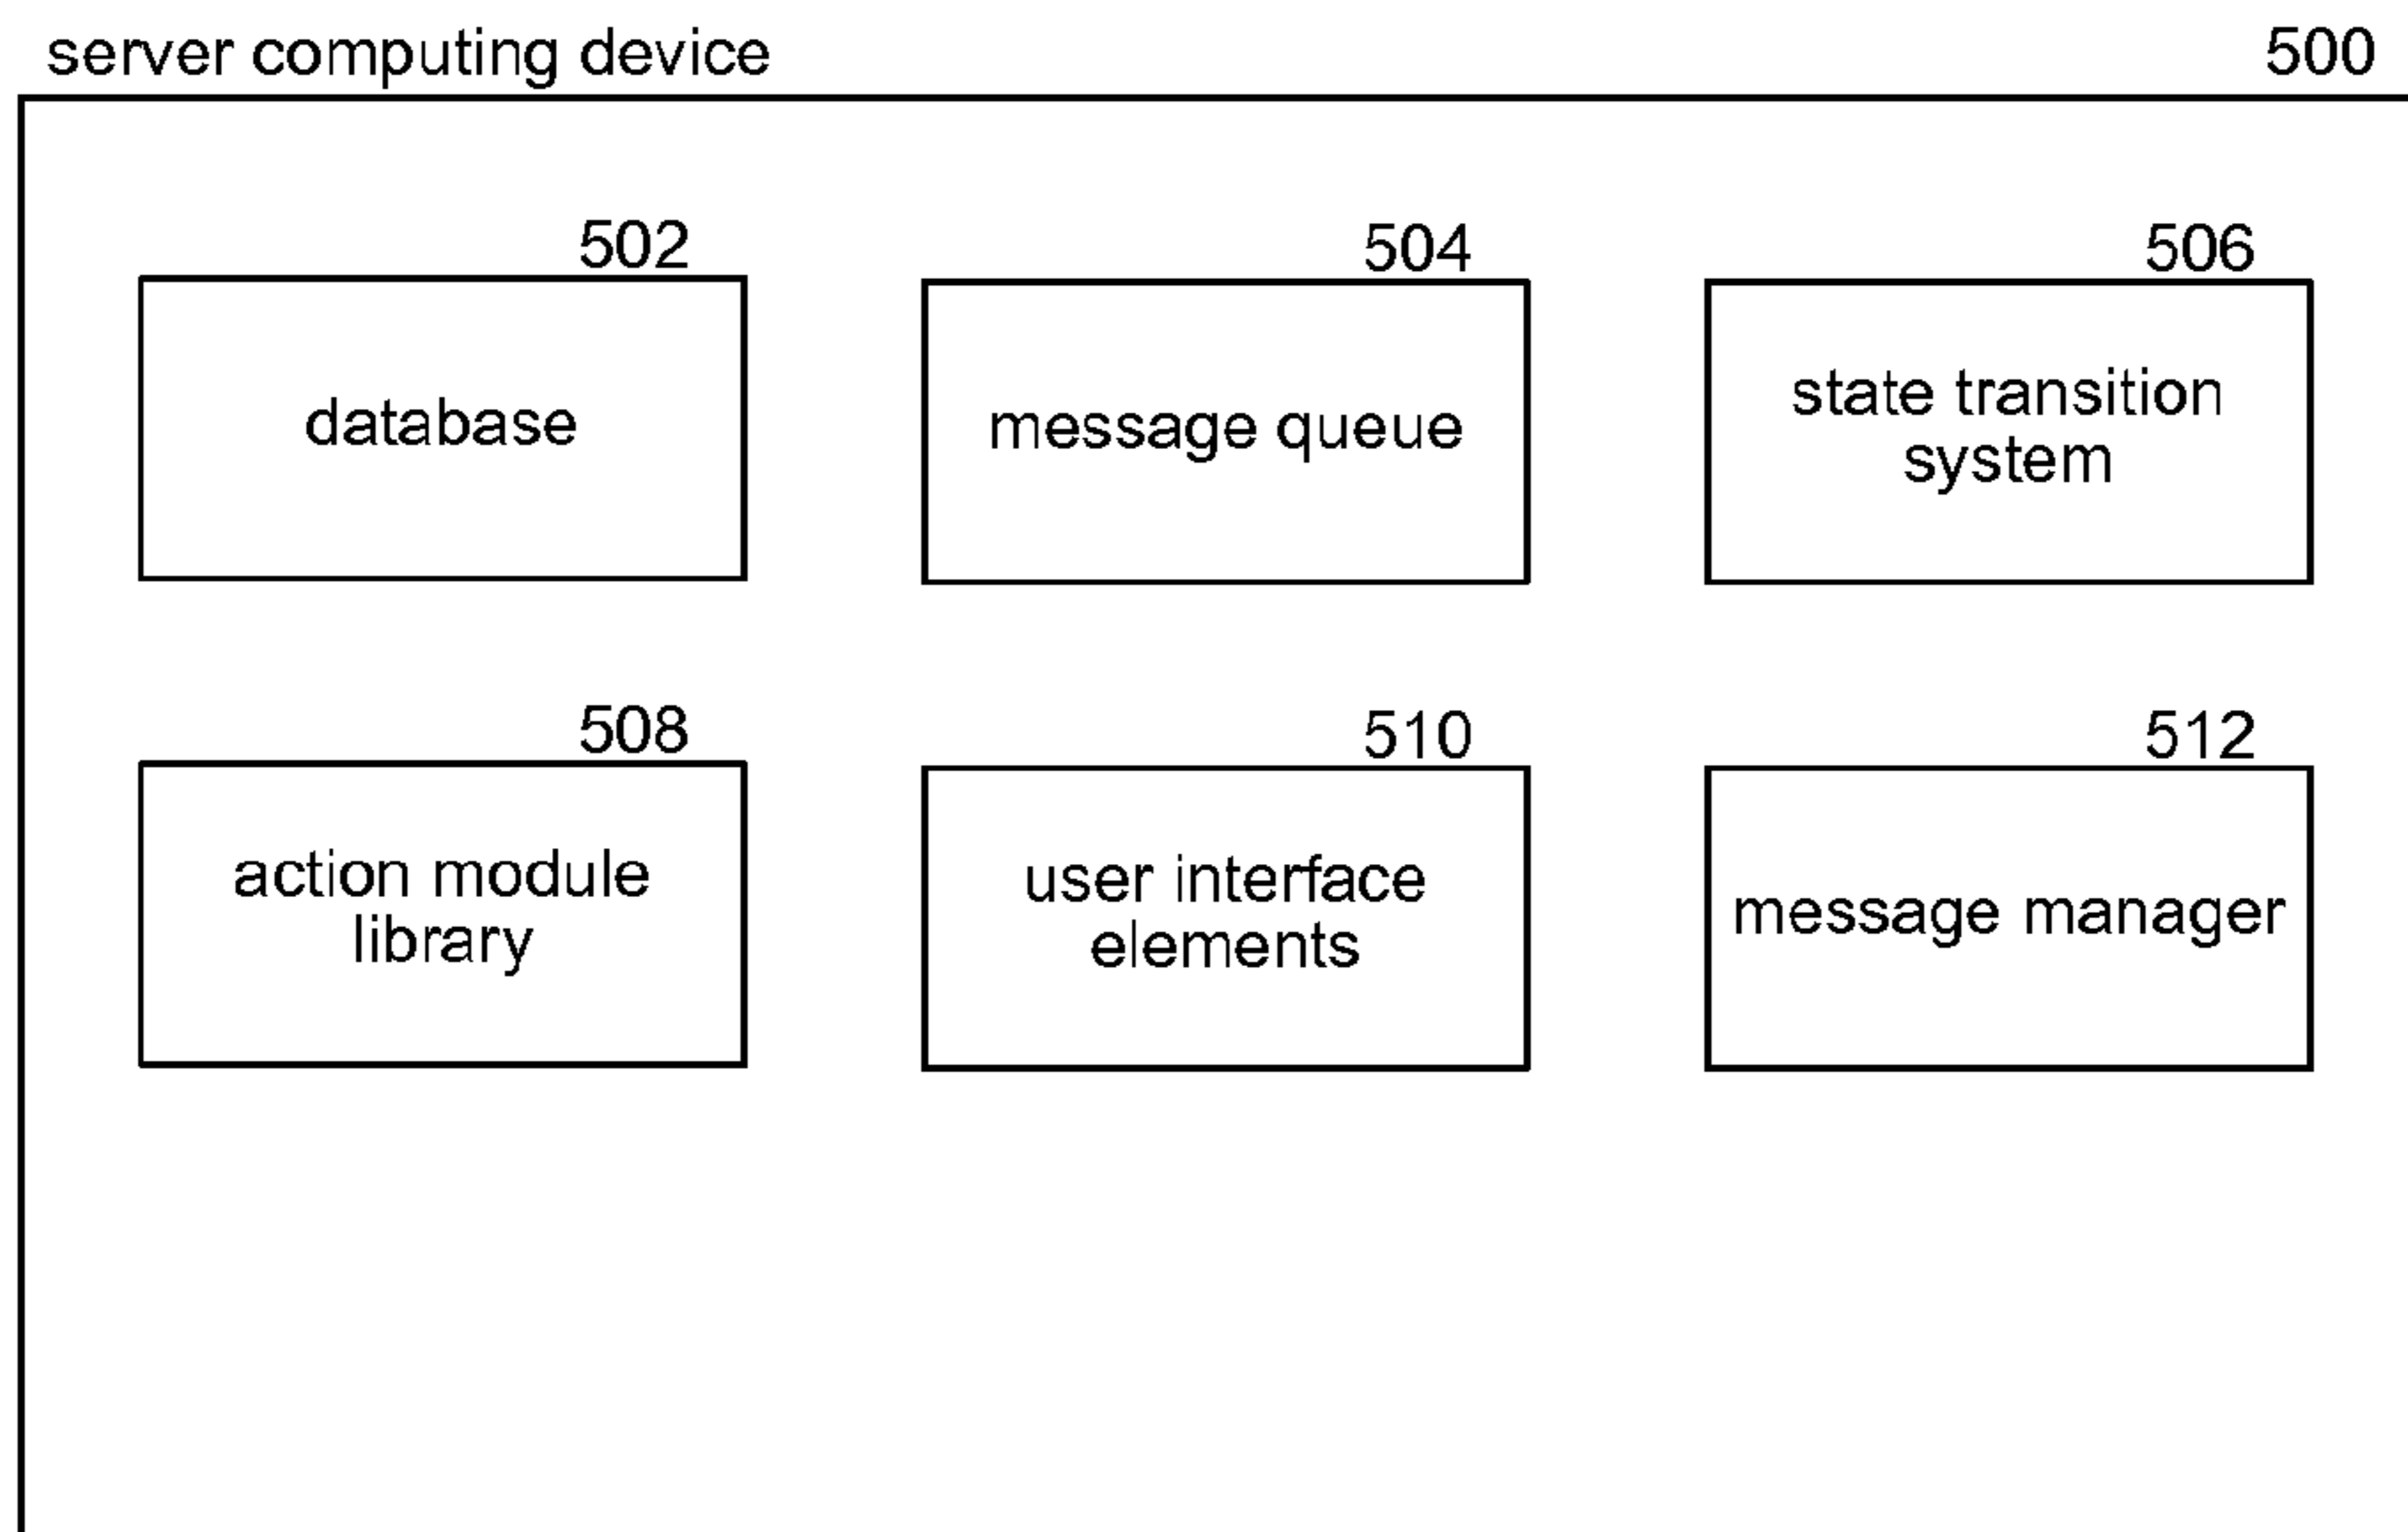 server computing device 500
502 504 506
database
message queue
state transition
system
508 510 512
action module
library
user interface
elements
message manager